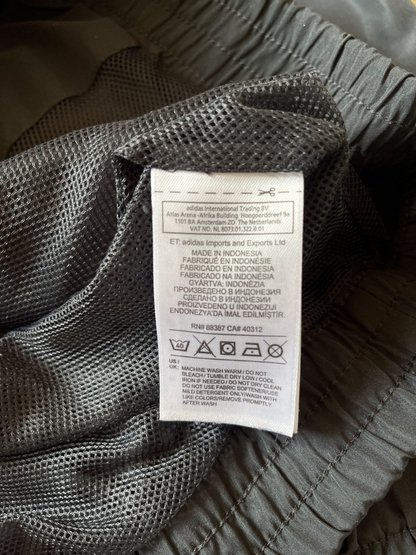 adidas International Trading BV
Atlas Arena -Afrika Building Hoogoorddreef 9a
1101 BA Amsterdam ZO The Netherlands
VAT NO. NL 8073.01.322.B.01
ET: adidas Imports and Exports Ltd
MADE IN INDONESIA
FABRIQUÉ EN INDONÉSIE
FABRICADO EN INDONESIA
FABRICADO NA INDONÉSIA
GYÁRTVA: INDONÉZIA
ПРОИЗВЕДЕНО В ИНДОНЕЗИИ
СДЕЛАНО В ИНДОНЕЗИИ
PROIZVEDENO U INDONEZIJI
ENDONEZYA'DA İMAL EDİLMİŞTİR.
RN# 88387 CA# 40312
40
US /
UK: MACHINE WASH WARM / DO NOT
BLEACH / TUMBLE DRY LOW / COOL
IRON IF NEEDED / DO NOT DRY CLEAN
DO NOT USE FABRIC SOFTENER/USE
MILD DETERGENT ONLY/ WASH WITH
LIKE COLORS/REMOVE PROMPTLY
AFTER WASH